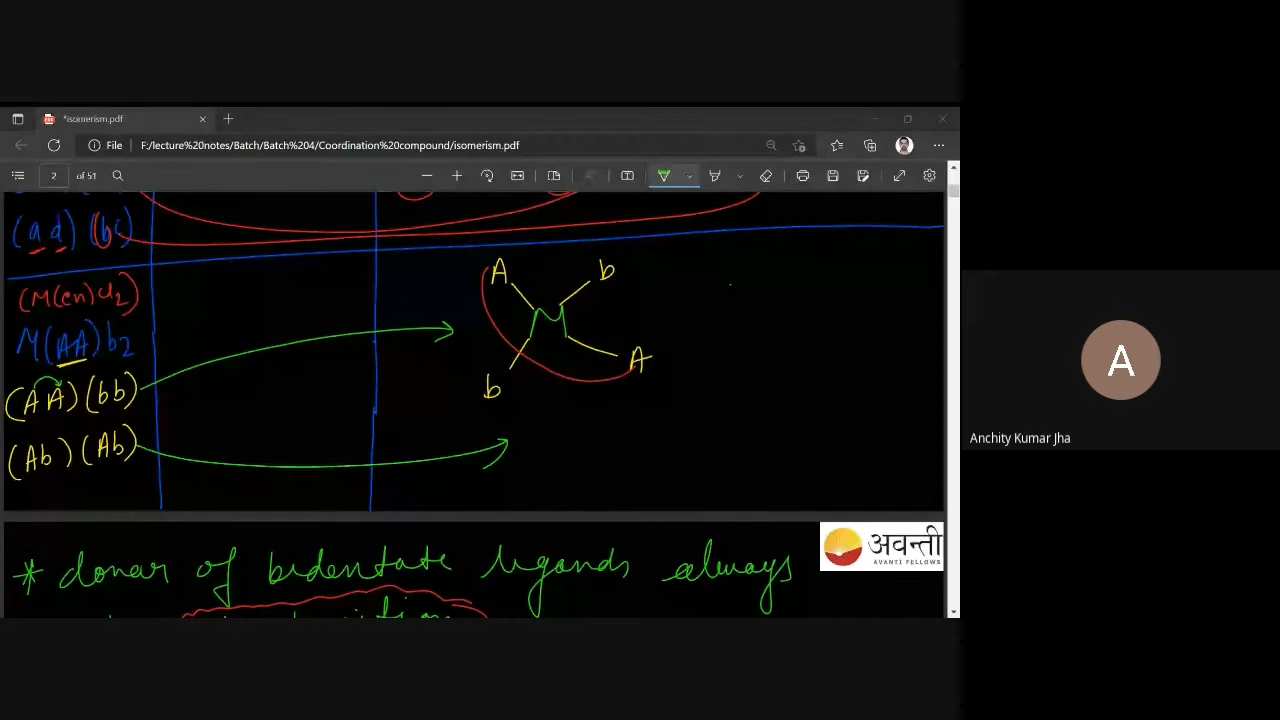 *isomerism.pdf
File F:/lecture%20notes/Batch/Batch%204/Coordination%20compound/isomerism.pdf
2 of 51
(ad) (bc)
(M(en)Cl2)
M(AA)b2
(AA)(bb)
(Ab)(Ab)
A b
M
b A
* donar of bidentate ligands always
अवन्ती
AVANTI FELLOWS
A
Anchity Kumar Jha